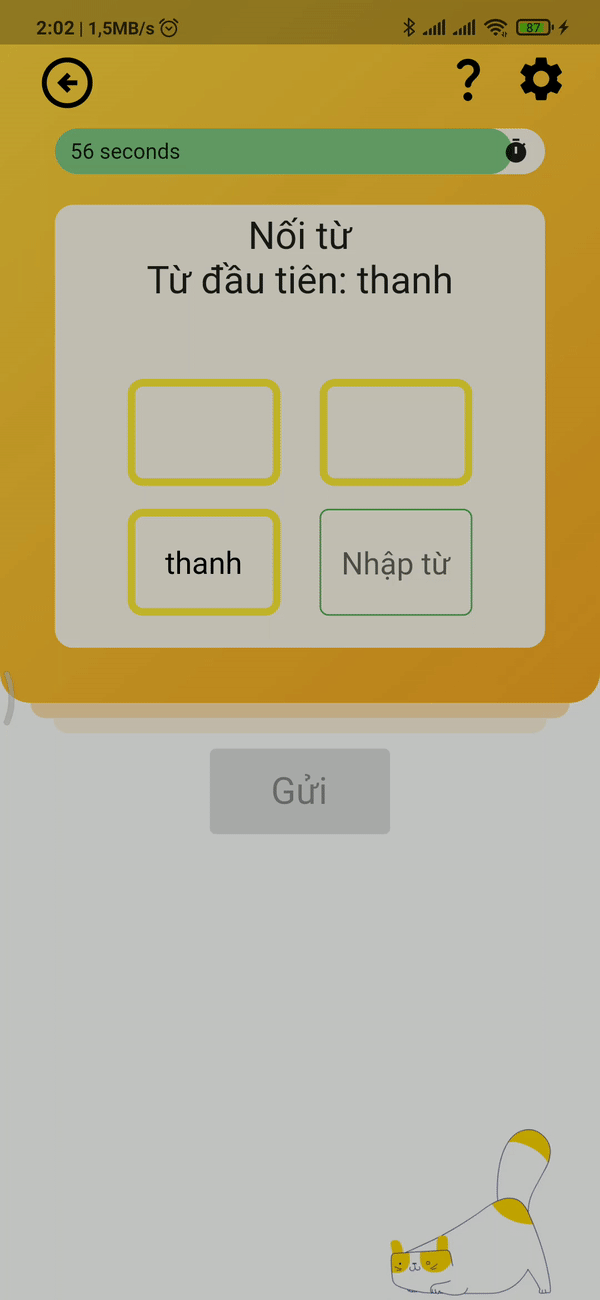 2:02 | 1,5MB/s
87
?
56 seconds
Nối từ
Từ đầu tiên: thanh
thanh
Nhập từ
Gửi